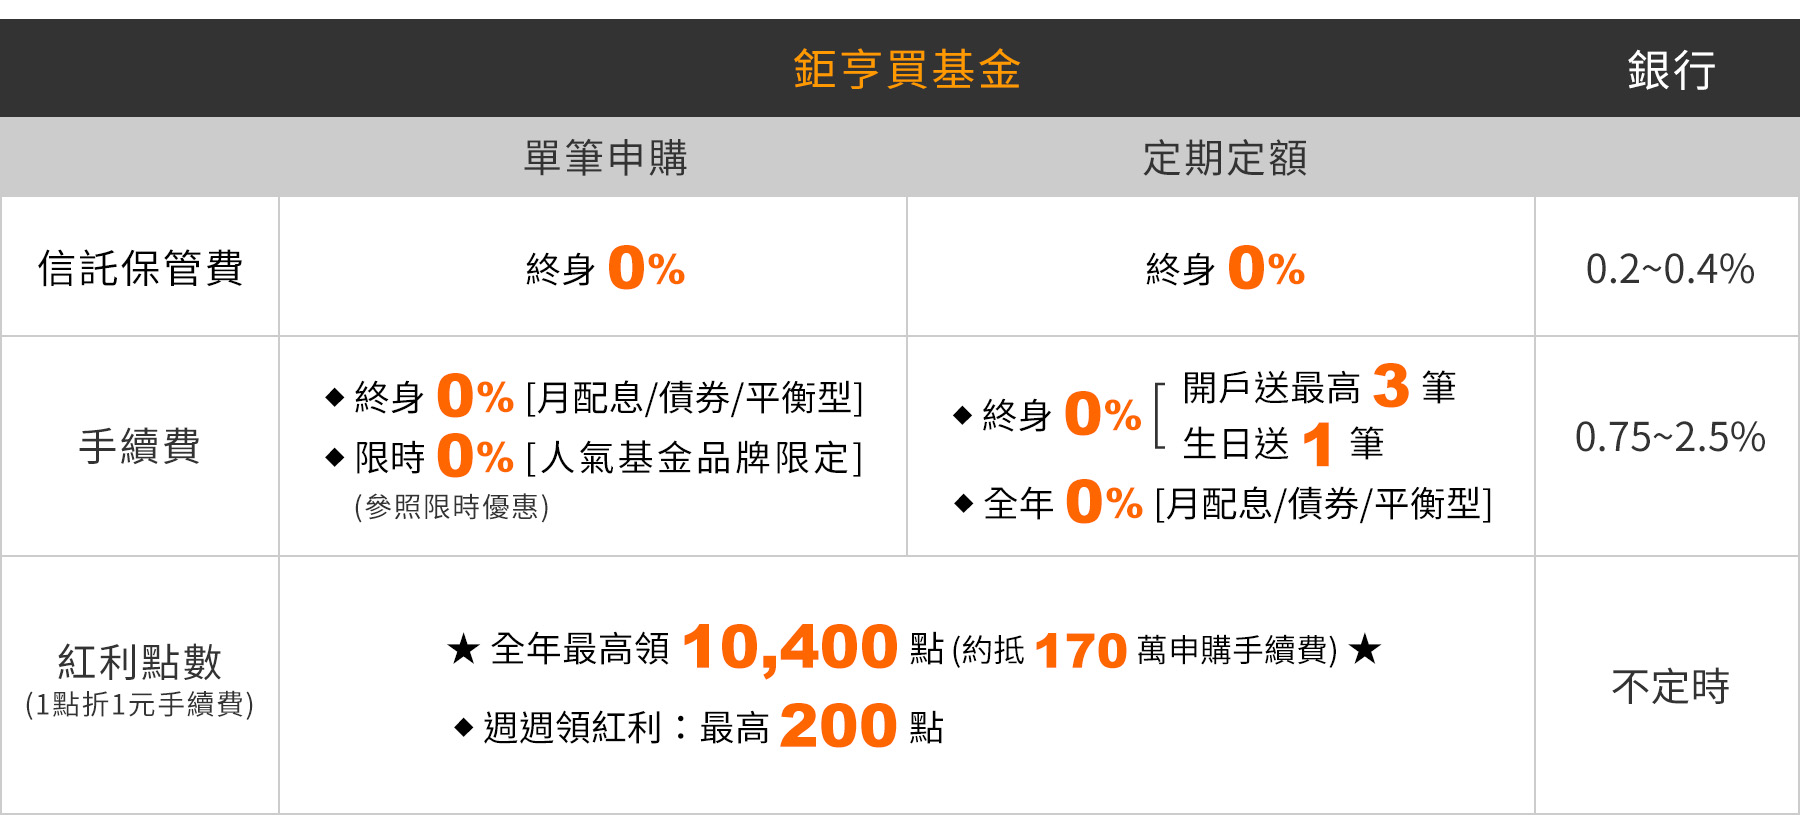 鉅亨買基金 銀行
單筆申購 定期定額
信託保管費 終身 0% 終身 0% 0.2~0.4%
手續費
◆ 終身 0% [月配息/債券/平衡型]
◆ 限時 0% [人氣基金品牌限定]
(參照限時優惠)
◆ 終身 0%
開戶送最高 3 筆
生日送 1 筆
◆ 全年 0% [月配息/債券/平衡型]
0.75~2.5%
紅利點數
(1點折1元手續費)
★ 全年最高領 10,400 點 (約抵 170 萬申購手續費) ★
◆ 週週領紅利：最高 200 點
不定時